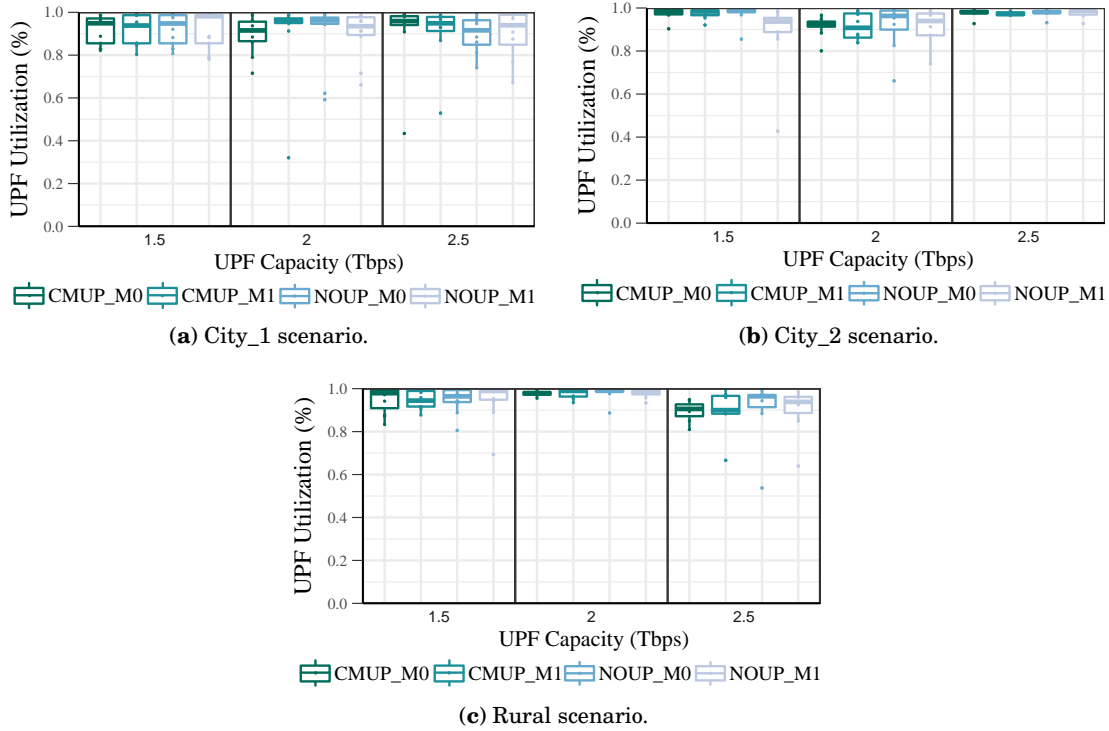 1.0
0.8
0.6
0.4
0.2
0.0
UPF Utilization (%)
1.5 2 2.5
UPF Capacity (Tbps)
CMUP_M0 CMUP_M1 NOUP_M0 NOUP_M1
(a) City_1 scenario.
1.0
0.8
0.6
0.4
0.2
0.0
UPF Utilization (%)
1.5 2 2.5
UPF Capacity (Tbps)
CMUP_M0 CMUP_M1 NOUP_M0 NOUP_M1
(b) City_2 scenario.
1.0
0.8
0.6
0.4
0.2
0.0
UPF Utilization (%)
1.5 2 2.5
UPF Capacity (Tbps)
CMUP_M0 CMUP_M1 NOUP_M0 NOUP_M1
(c) Rural scenario.